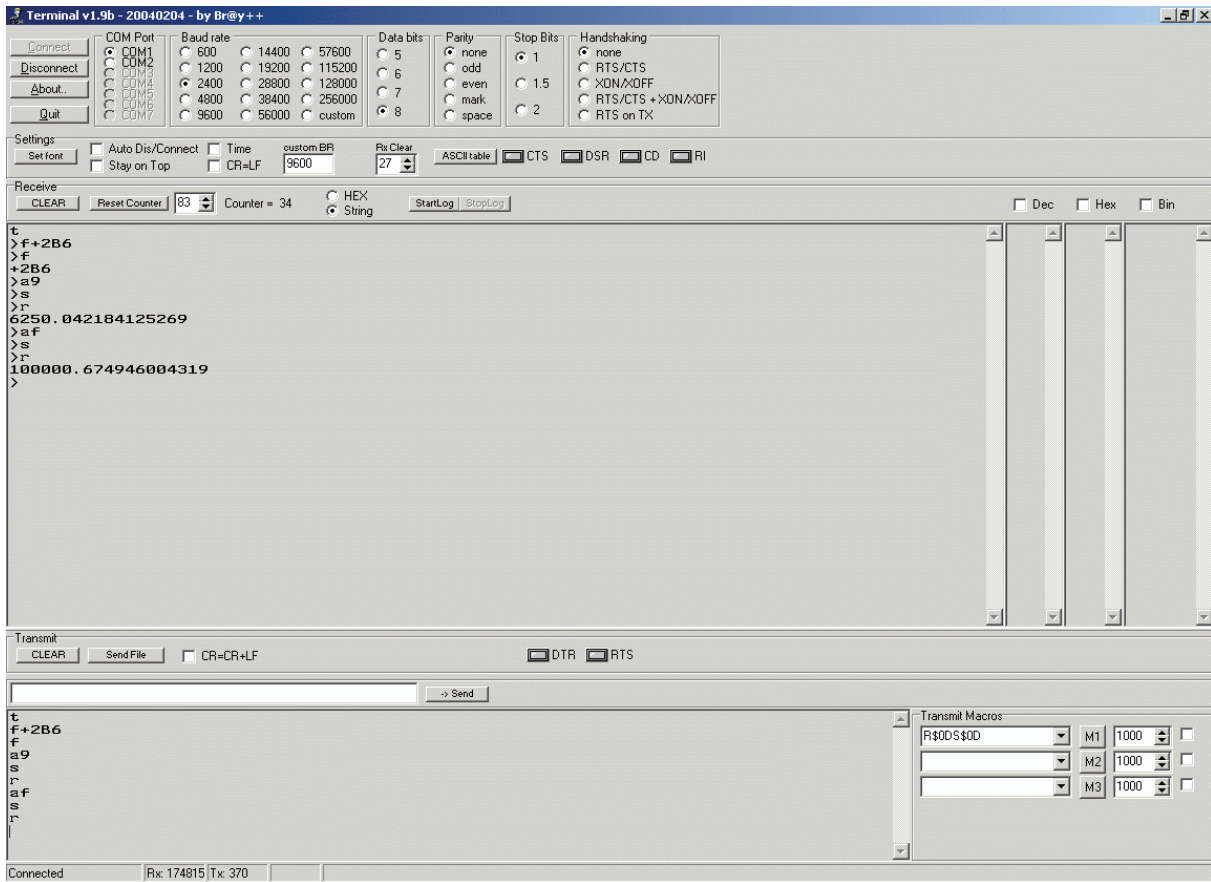 Terminal v1.9b - 20040204 - by Br@y++
Connect
Disconnect
About..
Quit
COM Port
COM1
COM2
COM3
COM4
COM5
COM6
COM7
Baud rate
600 14400 57600
1200 19200 115200
2400 28800 128000
4800 38400 256000
9600 56000 custom
Data bits
5
6
7
8
Parity
none
odd
even
mark
space
Stop Bits
1
1.5
2
Handshaking
none
RTS/CTS
XON/XOFF
RTS/CTS + XON/XOFF
RTS on TX
Settings
Set font
Auto Dis/Connect Time
Stay on Top CR=LF
custom BR
9600
Rx Clear
27
ASCII table CTS DSR CD RI
Receive
CLEAR Reset Counter 83 Counter = 34
HEX
String
StartLog StopLog
Dec Hex Bin
t
>f+2B6
>f
+2B6
>a9
>s
>r
6250.042184125269
>af
>s
>r
100000.674946004319
>
Transmit
CLEAR Send File CR=CR+LF DTR RTS
-> Send
t
f+2B6
f
a9
s
r
af
s
r
Transmit Macros
R$0DS$0D M1 1000
M2 1000
M3 1000
Connected Rx: 174815 Tx: 370